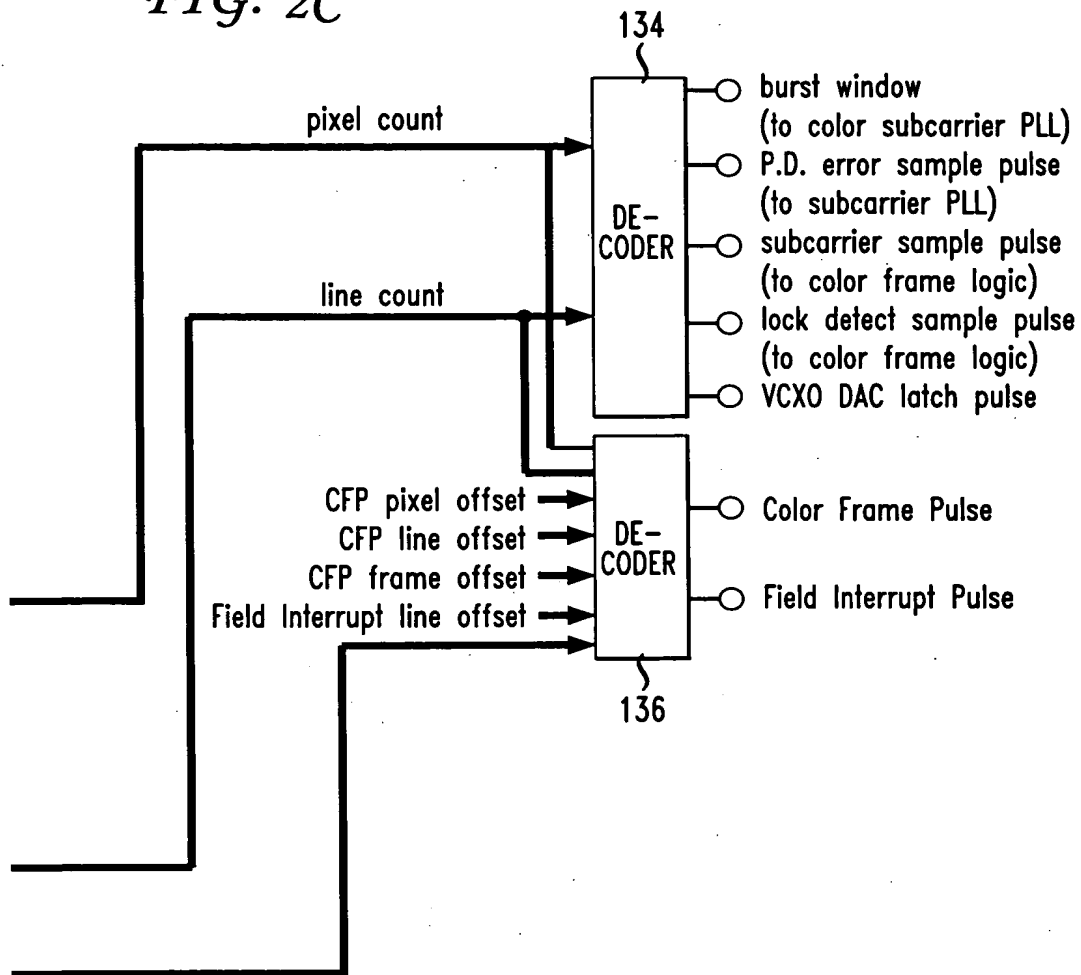 FIG. 2C
134
pixel count
burst window
(to color subcarrier PLL)
P.D. error sample pulse
(to subcarrier PLL)
DE-
CODER
subcarrier sample pulse
(to color frame logic)
line count
lock detect sample pulse
(to color frame logic)
VCXO DAC latch pulse
CFP pixel offset
CFP line offset
CFP frame offset
Field Interrupt line offset
DE-
CODER
Color Frame Pulse
Field Interrupt Pulse
136